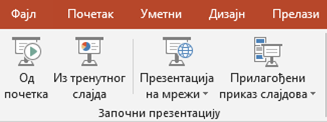 Фајл Почетак Уметни Дизајн Прелази
Од почетка
Из тренутног слајда
Презентација на мрежи
Прилагођени приказ слајдова
Започни презентацију